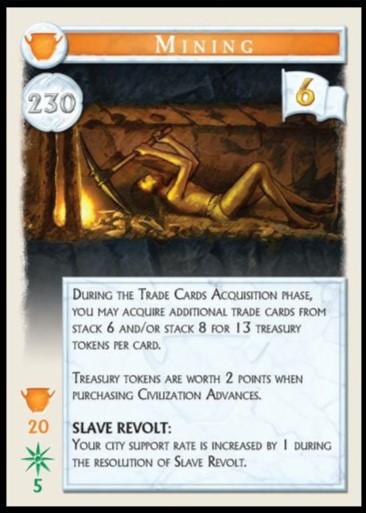 MINING
230
6
DURING THE TRADE CARDS ACQUISITION PHASE,
YOU MAY ACQUIRE ADDITIONAL TRADE CARDS FROM
STACK 6 AND/OR STACK 8 FOR 13 TREASURY
TOKENS PER CARD.
TREASURY TOKENS ARE WORTH 2 POINTS WHEN
PURCHASING CIVILIZATION ADVANCES.
SLAVE REVOLT:
YOUR CITY SUPPORT RATE IS INCREASED BY 1 DURING
THE RESOLUTION OF SLAVE REVOLT.
20
5